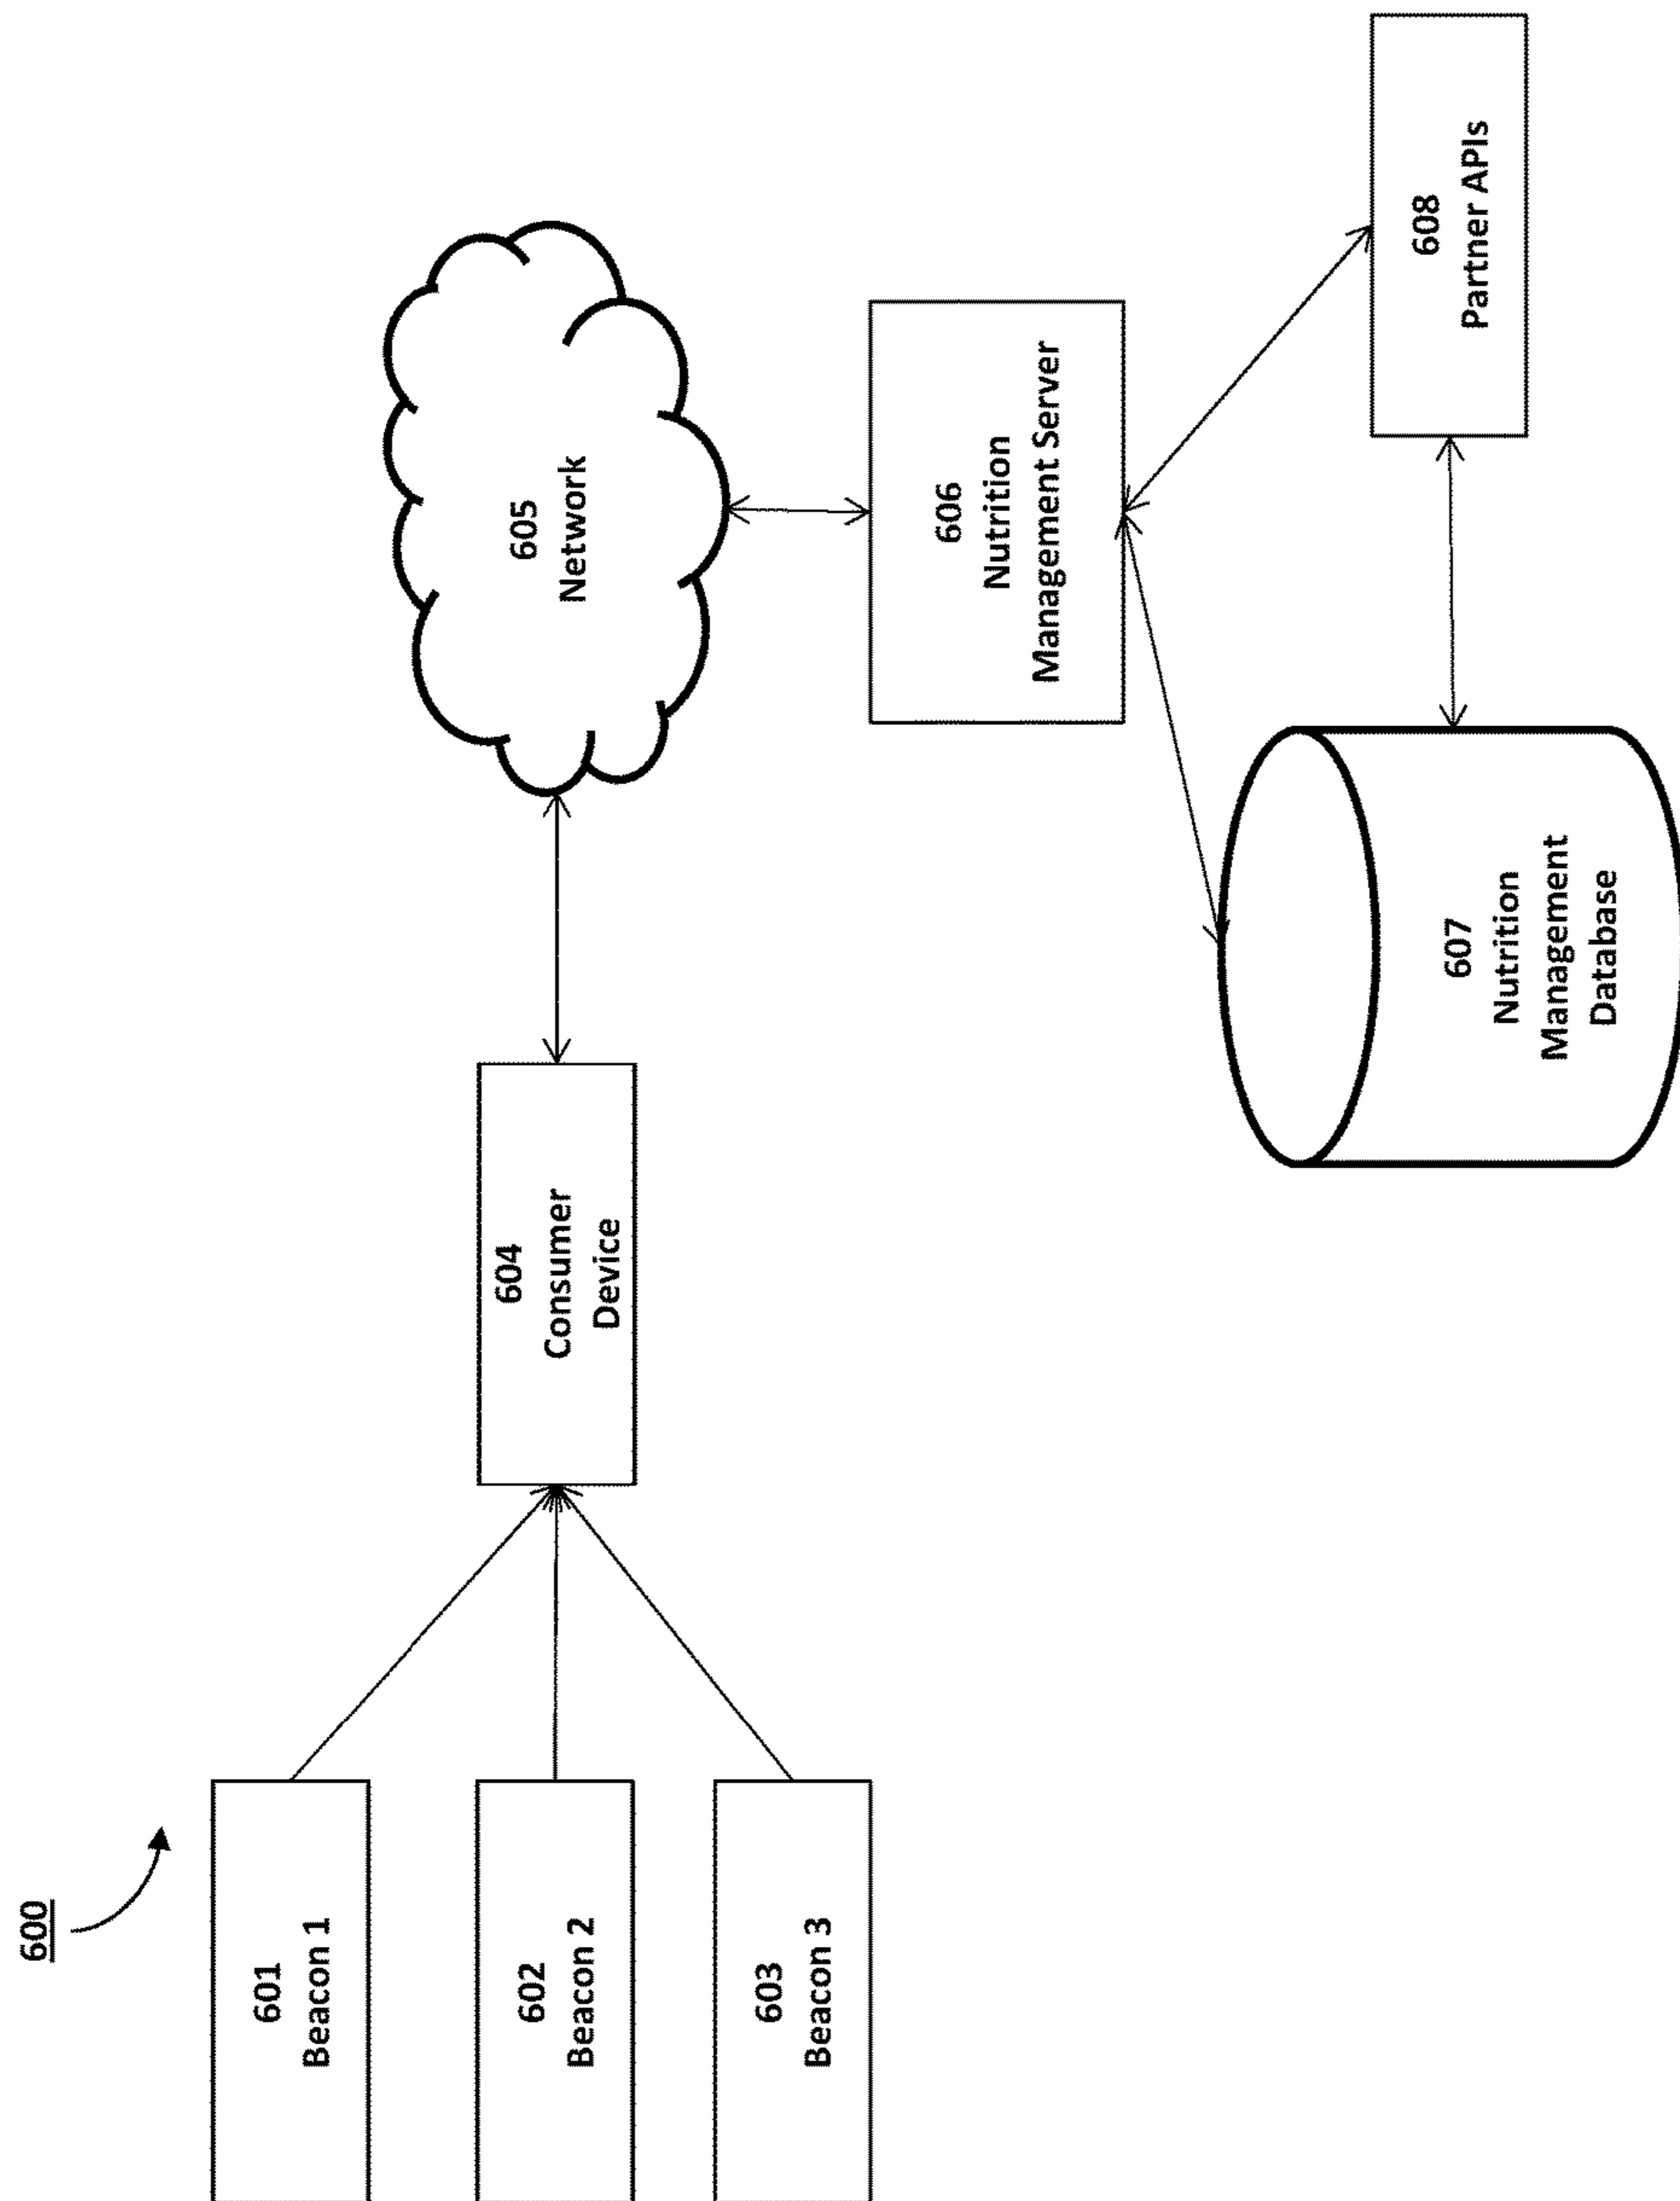 600
601
Beacon 1
602
Beacon 2
603
Beacon 3
604
Consumer
Device
605
Network
606
Nutrition
Management Server
607
Nutrition
Management
Database
608
Partner APIs